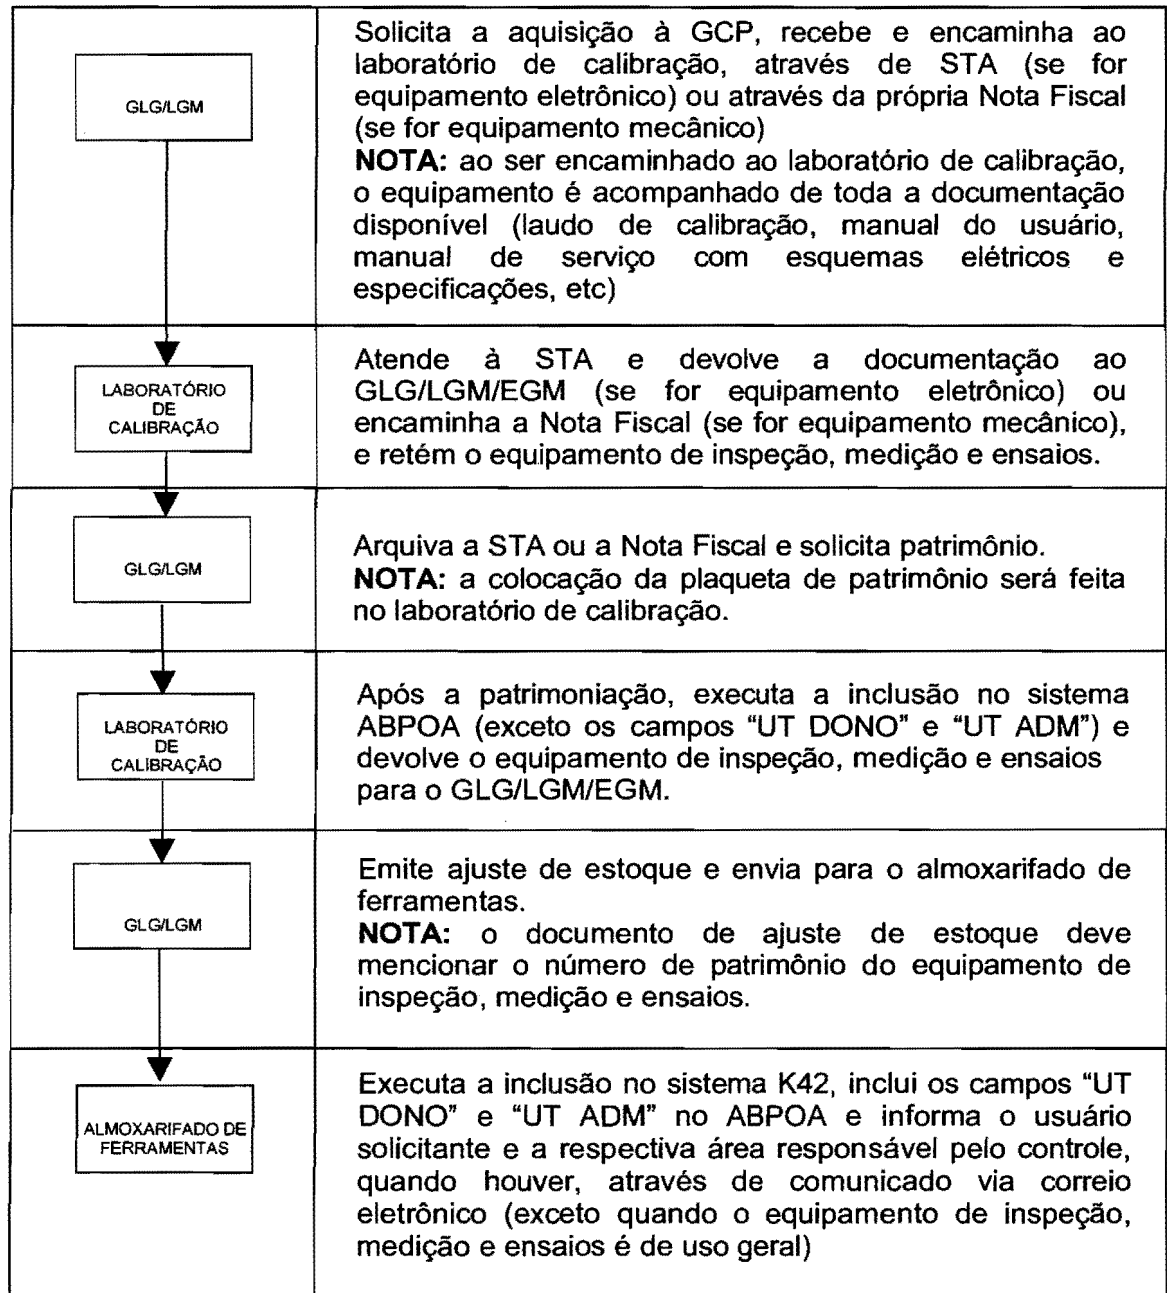 GLG/LGM
Solicita a aquisição à GCP, recebe e encaminha ao
laboratório de calibração, através de STA (se for
equipamento eletrônico) ou através da própria Nota Fiscal
(se for equipamento mecânico)
NOTA: ao ser encaminhado ao laboratório de calibração,
o equipamento é acompanhado de toda a documentação
disponível (laudo de calibração, manual do usuário,
manual de serviço com esquemas elétricos e
especificações, etc)
LABORATÓRIO
DE
CALIBRAÇÃO
Atende à STA e devolve a documentação ao
GLG/LGM/EGM (se for equipamento eletrônico) ou
encaminha a Nota Fiscal (se for equipamento mecânico),
e retém o equipamento de inspeção, medição e ensaios.
GLG/LGM
Arquiva a STA ou a Nota Fiscal e solicita patrimônio.
NOTA: a colocação da plaqueta de patrimônio será feita
no laboratório de calibração.
LABORATÓRIO
DE
CALIBRAÇÃO
Após a patrimoniação, executa a inclusão no sistema
ABPOA (exceto os campos “UT DONO” e “UT ADM”) e
devolve o equipamento de inspeção, medição e ensaios
para o GLG/LGM/EGM.
GLG/LGM
Emite ajuste de estoque e envia para o almoxarifado de
ferramentas.
NOTA: o documento de ajuste de estoque deve
mencionar o número de patrimônio do equipamento de
inspeção, medição e ensaios.
ALMOXARIFADO DE
FERRAMENTAS
Executa a inclusão no sistema K42, inclui os campos “UT
DONO” e “UT ADM” no ABPOA e informa o usuário
solicitante e a respectiva área responsável pelo controle,
quando houver, através de comunicado via correio
eletrônico (exceto quando o equipamento de inspeção,
medição e ensaios é de uso geral)